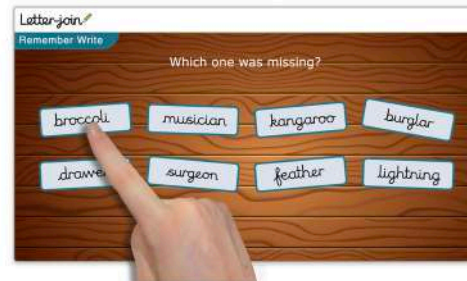 Letter-join
Remember Write
Which one was missing?
broccoli musician kangaroo burglar
surgeon feather lightning